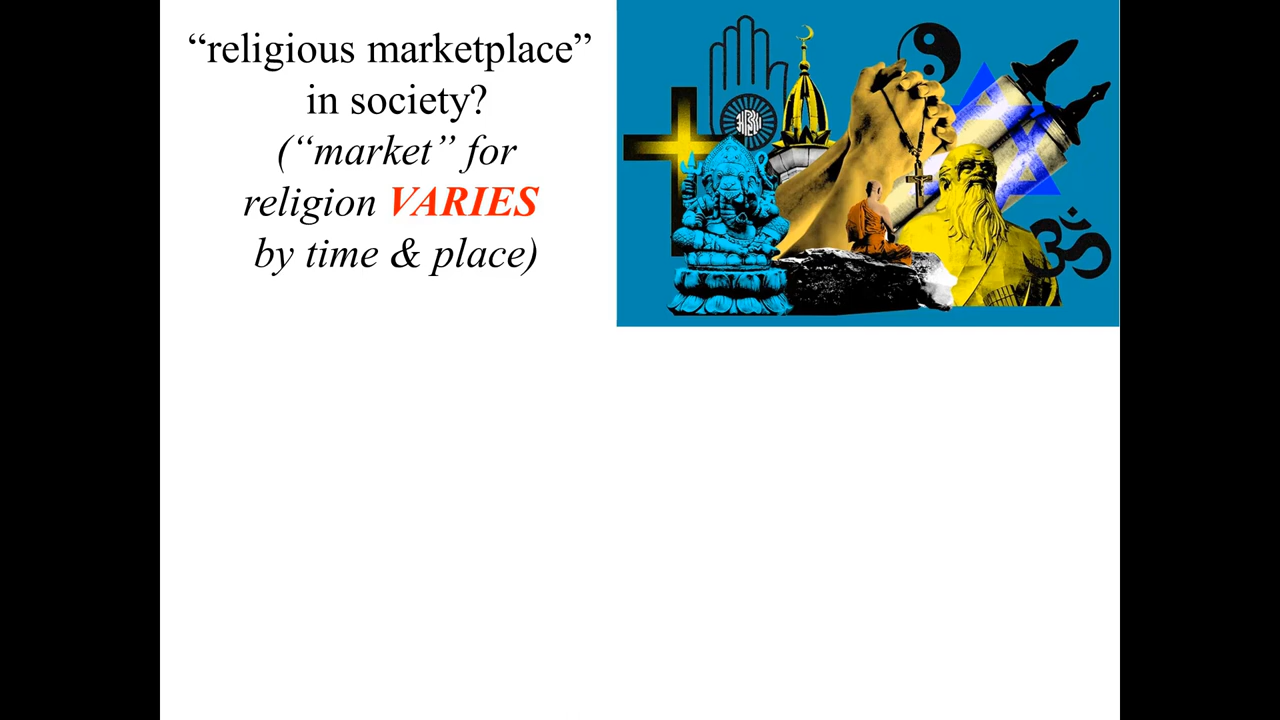 “religious marketplace”
in society?
(“market” for
religion VARIES
by time & place)
ॐ